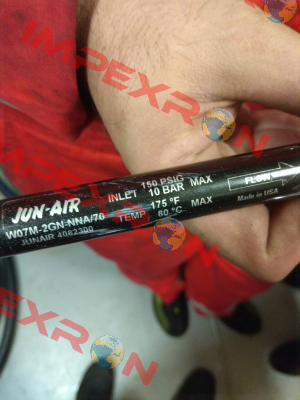 IMPEXRON
JUN-AIR
INLET 150 PSIG MAX
10 BAR
FLOW
W07M-2GN-NNA/70
TEMP 175 °F MAX
80 °C
Made in USA
JUNAIR 4082300
IMPEXRON